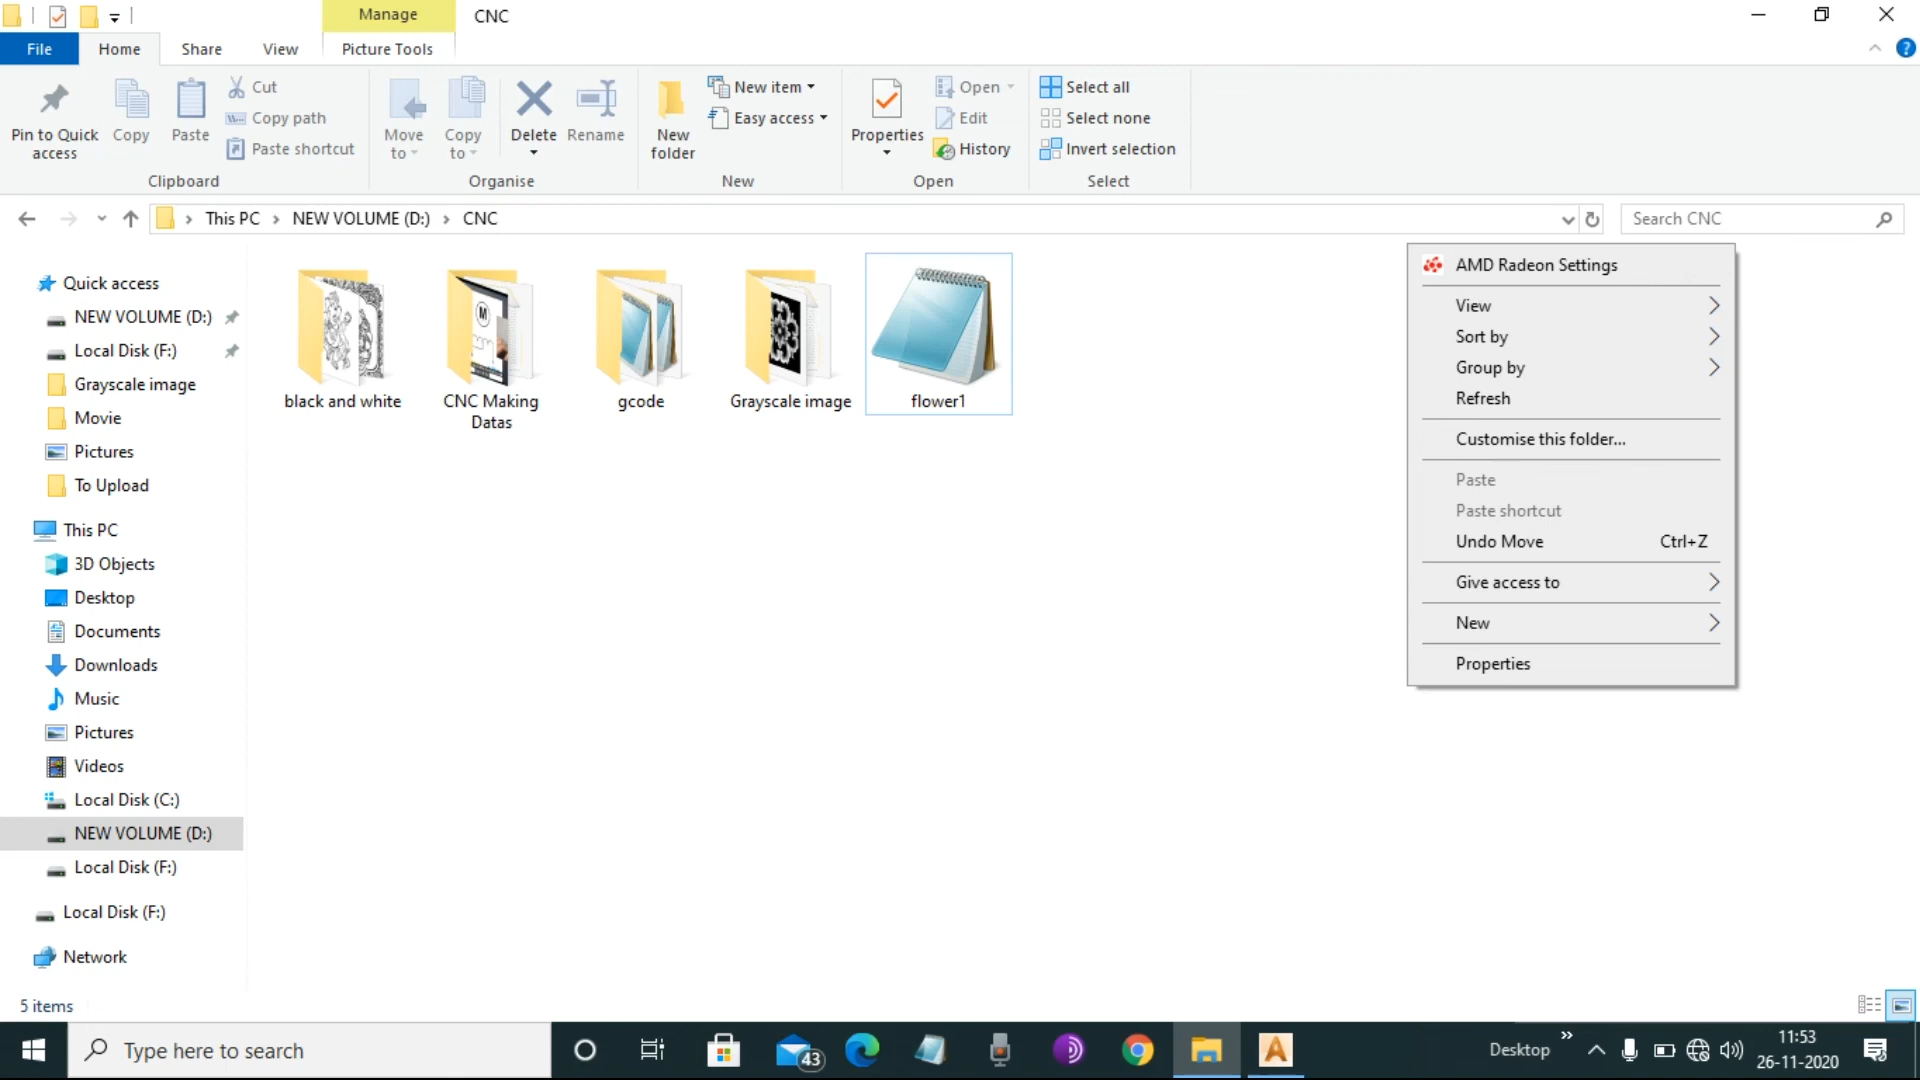 Manage
CNC
File
Home
Share
View
Picture Tools
Pin to Quick
access
Copy
Paste
Cut
Copy path
Paste shortcut
Clipboard
Move
to
Copy
to
Delete
Rename
Organise
New
folder
New item
Easy access
New
Properties
Open
Edit
History
Open
Select all
Select none
Invert selection
Select
This PC
NEW VOLUME (D:)
CNC
Search CNC
Quick access
NEW VOLUME (D:)
Local Disk (F:)
Grayscale image
Movie
Pictures
To Upload
This PC
3D Objects
Desktop
Documents
Downloads
Music
Pictures
Videos
Local Disk (C:)
NEW VOLUME (D:)
Local Disk (F:)
Local Disk (F:)
Network
black and white
M
CNC Making
Datas
gcode
Grayscale image
flower1
AMD Radeon Settings
View
Sort by
Group by
Refresh
Customise this folder...
Paste
Paste shortcut
Undo Move Ctrl+Z
Give access to
New
Properties
5 items
Type here to search
43
Desktop
11:53
26-11-2020